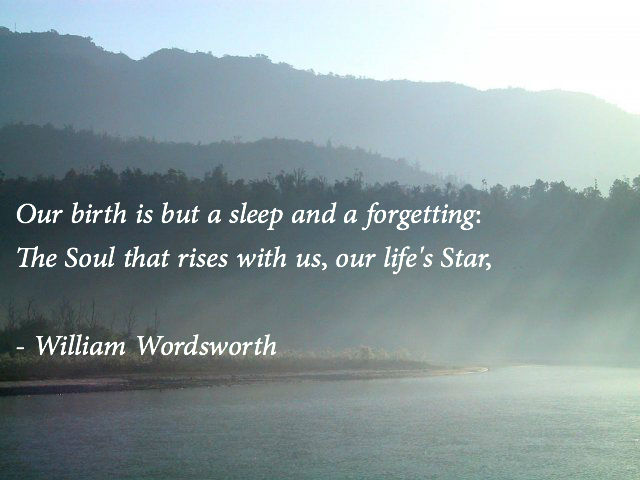 Our birth is but a sleep and a forgetting:
The Soul that rises with us, our life's Star,
- William Wordsworth